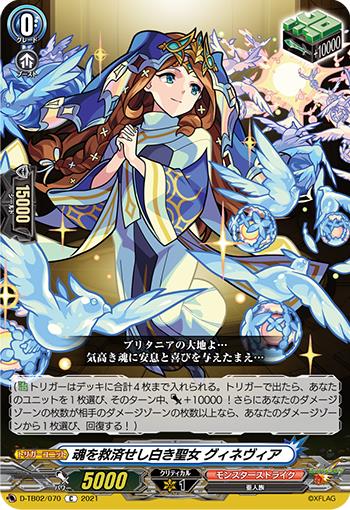 0
グレード
ブースト
治
+10000
15000
シールド
ブリタニアの大地よ…
気高き魂に安息と喜びを与えたまえ…
(治トリガーはデッキに合計4枚まで入れられる。トリガーで出たら、あなた
のユニットを1枚選び、そのターン中、+10000!さらにあなたのダメージ
ゾーンの枚数が相手のダメージゾーンの枚数以上なら、あなたのダメージゾー
ンから1枚選び、回復する!)
トリガーユニット
魂を救済せし白き聖女 グィネヴィア
パワー
5000
クリティカル
1
モンスターストライク
亜人族
D-TB02/070 C 2021
©XFLAG